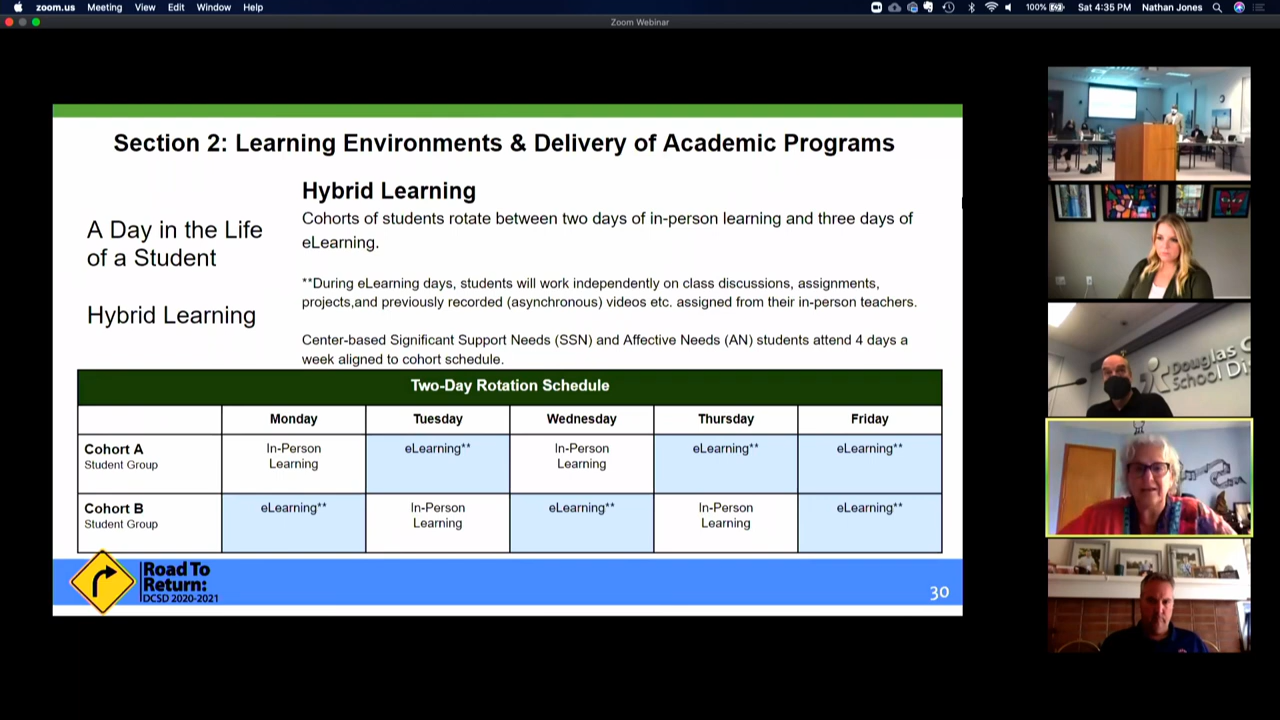 zoom.us Meeting View Edit Window Help 100% Sat 4:35 PM Nathan Jones
Zoom Webinar
Section 2: Learning Environments & Delivery of Academic Programs
A Day in the Life
of a Student
Hybrid Learning
Hybrid Learning
Cohorts of students rotate between two days of in-person learning and three days of
eLearning.
**During eLearning days, students will work independently on class discussions, assignments,
projects,and previously recorded (asynchronous) videos etc. assigned from their in-person teachers.
Center-based Significant Support Needs (SSN) and Affective Needs (AN) students attend 4 days a
week aligned to cohort schedule.
Two-Day Rotation Schedule
Monday Tuesday Wednesday Thursday Friday
Cohort A
Student Group
In-Person
Learning
eLearning**
In-Person
Learning
eLearning**
eLearning**
Cohort B
Student Group
eLearning**
In-Person
Learning
eLearning**
In-Person
Learning
eLearning**
Road To
Return:
DCSD 2020-2021
30
Douglas C
School Di